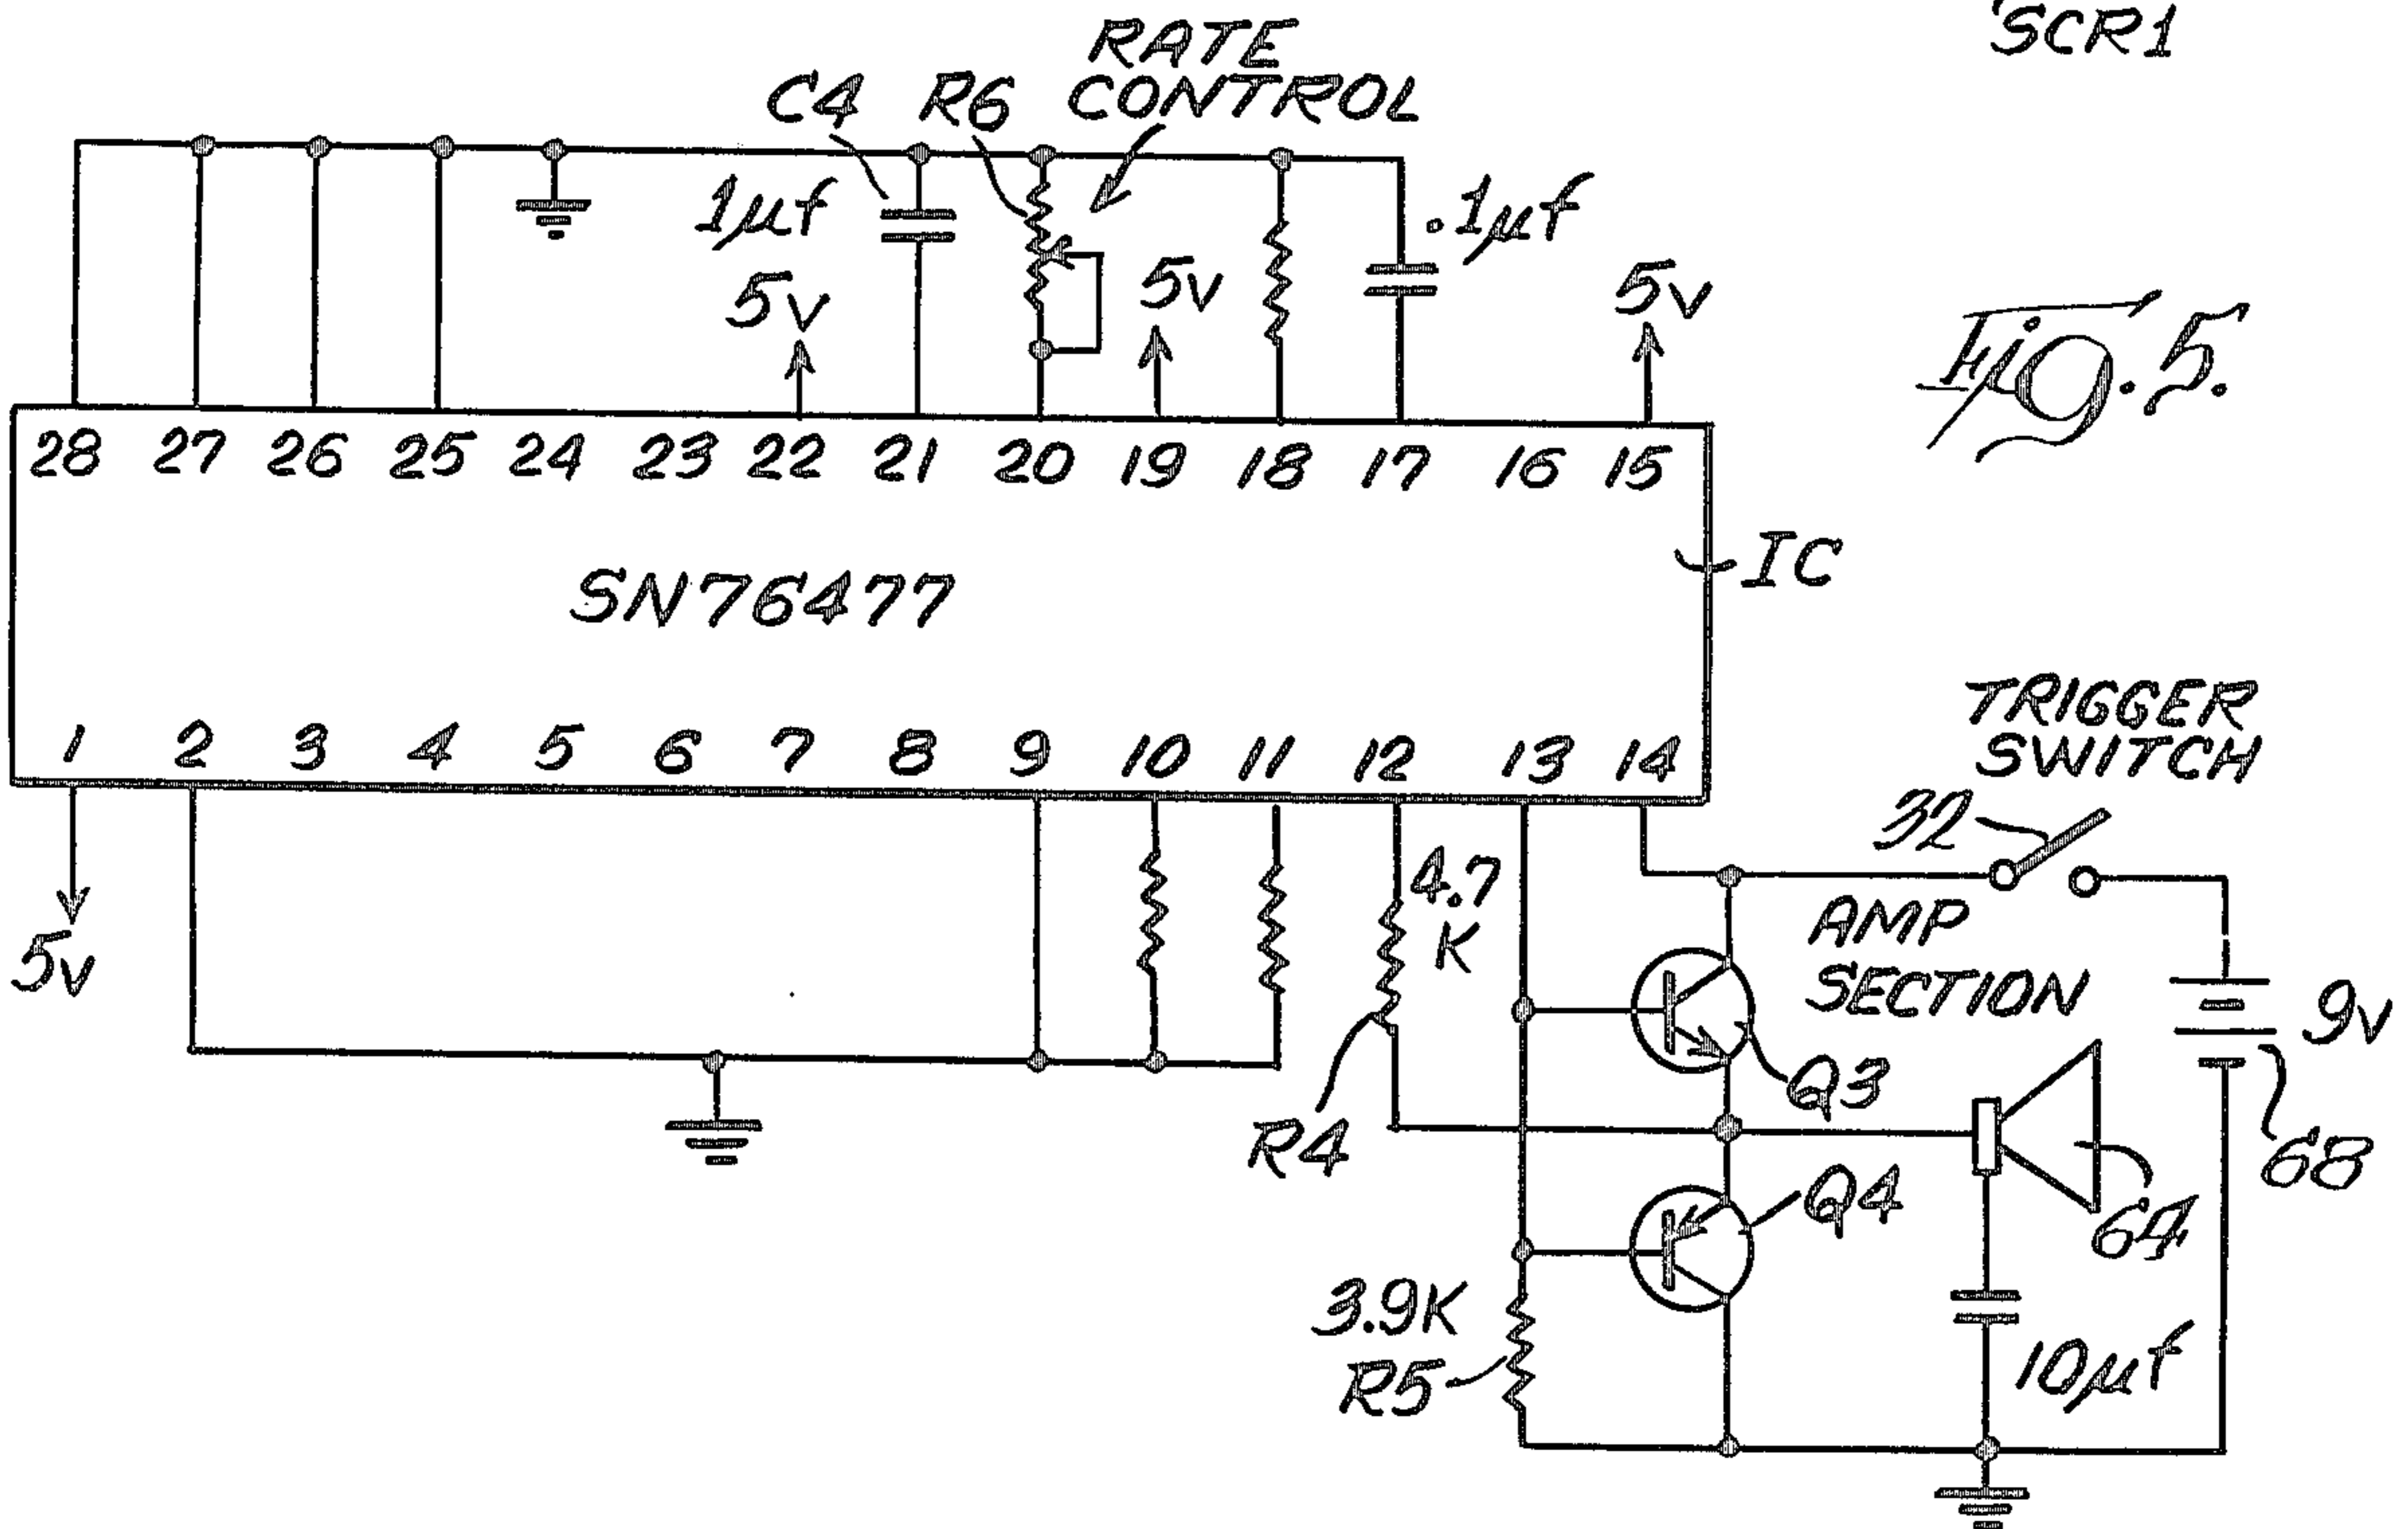 SCR1
RATE
CONTROL
C4
R6
1µf
.1µf
5v
5v
5v
Fig. 5.
28 27 26 25 24 23 22 21 20 19 18 17 16 15
SN76477
IC
1 2 3 4 5 6 7 8 9 10 11 12 13 14
TRIGGER
SWITCH
32
5v
4.7
K
AMP
SECTION
9v
Q3
R4
68
Q4
64
3.9K
R5
10µf